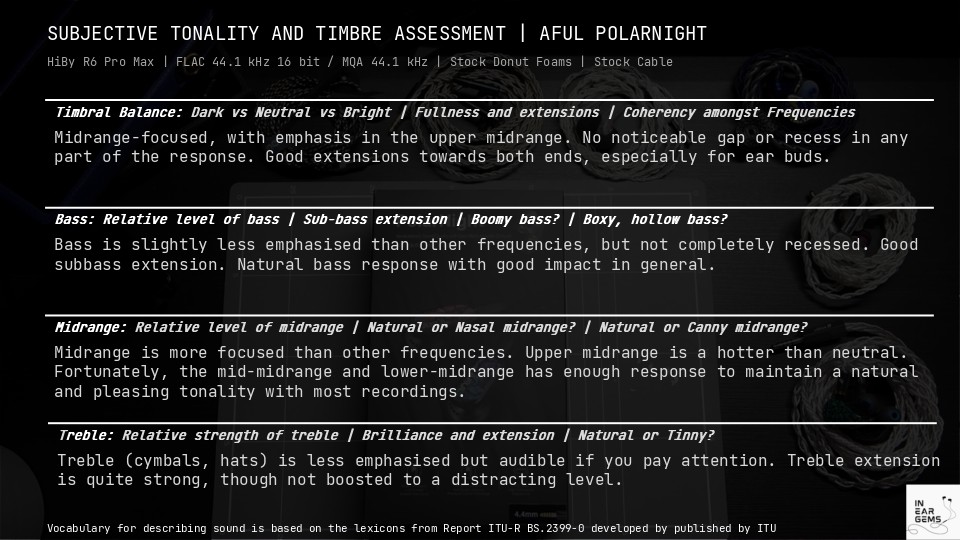 SUBJECTIVE TONALITY AND TIMBRE ASSESSMENT | AFUL POLARNIGHT
HiBy R6 Pro Max | FLAC 44.1 kHz 16 bit / MQA 44.1 kHz | Stock Donut Foams | Stock Cable
Timbral Balance: Dark vs Neutral vs Bright | Fullness and extensions | Coherency amongst Frequencies
Midrange-focused, with emphasis in the upper midrange. No noticeable gap or recess in any
part of the response. Good extensions towards both ends, especially for ear buds.
Bass: Relative level of bass | Sub-bass extension | Boomy bass? | Boxy, hollow bass?
Bass is slightly less emphasised than other frequencies, but not completely recessed. Good
subbass extension. Natural bass response with good impact in general.
Midrange: Relative level of midrange | Natural or Nasal midrange? | Natural or Canny midrange?
Midrange is more focused than other frequencies. Upper midrange is a hotter than neutral.
Fortunately, the mid-midrange and lower-midrange has enough response to maintain a natural
and pleasing tonality with most recordings.
Treble: Relative strength of treble | Brilliance and extension | Natural or Tinny?
Treble (cymbals, hats) is less emphasised but audible if you pay attention. Treble extension
is quite strong, though not boosted to a distracting level.
4.4mm
Vocabulary for describing sound is based on the lexicons from Report ITU-R BS.2399-0 developed by published by ITU
IN
EAR
GEMS